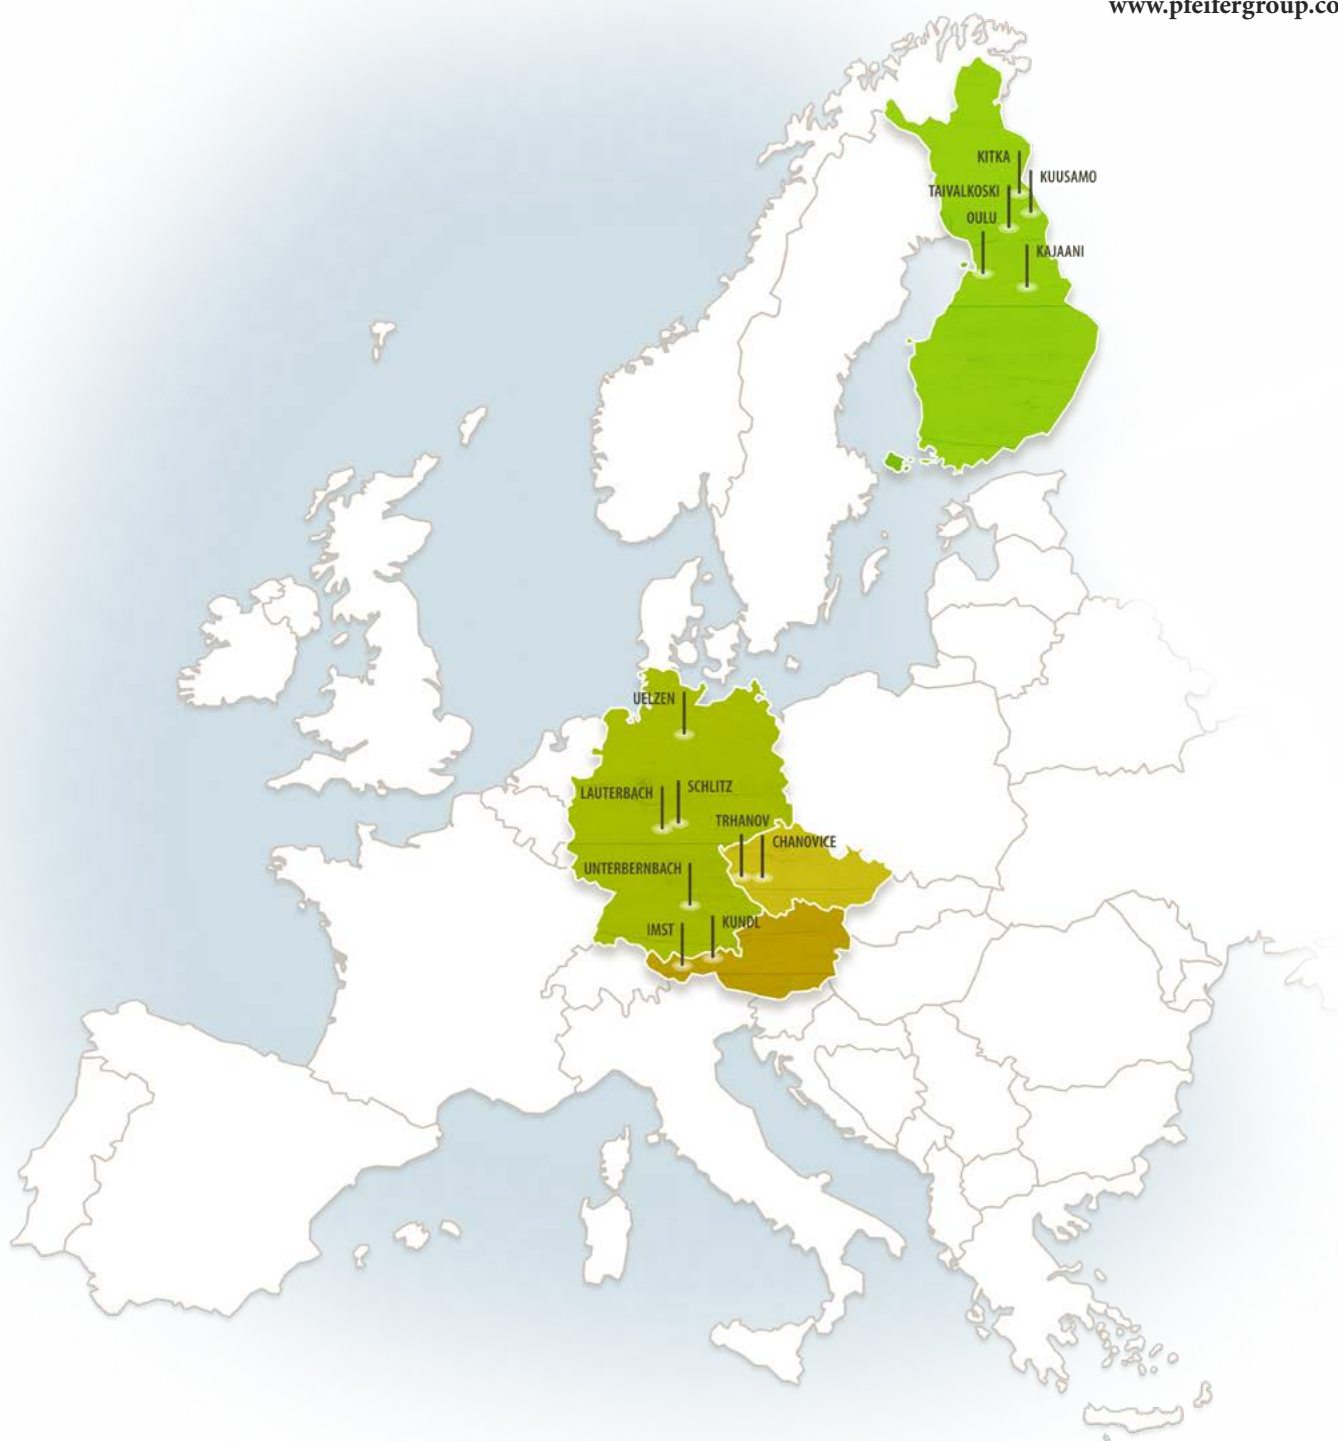 www.pfeifergroup.co
KITKA
KUUSAMO
TAIVALKOSKI
OULU
KAJAANI
UELZEN
LAUTERBACH
SCHLITZ
TRHANOV
CHANOVICE
UNTERBERNBACH
IMST
KUNDL